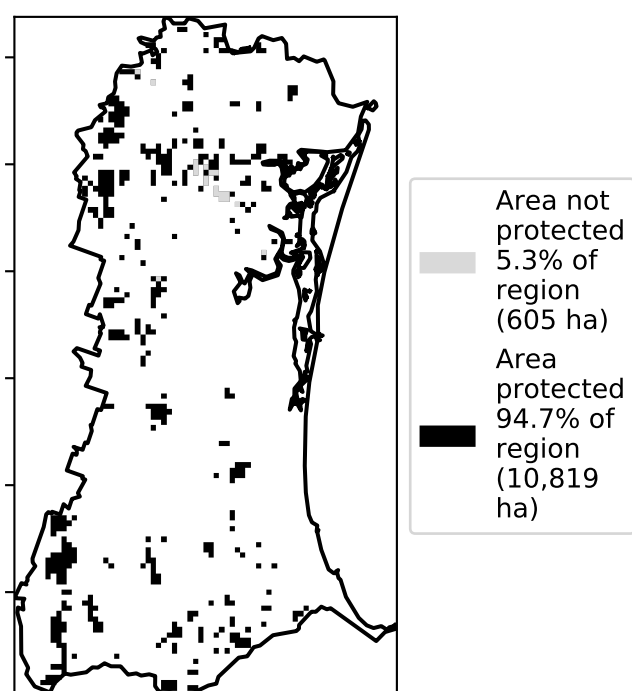 Area not
protected
5.3% of
region
(605 ha)
Area
protected
94.7% of
region
(10,819
ha)